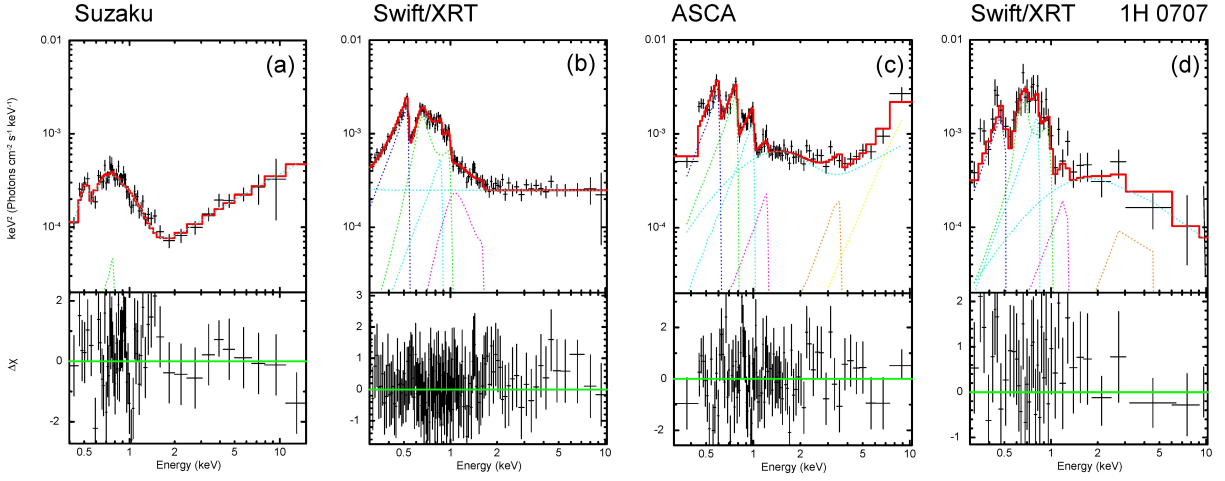 Suzaku Swift/XRT ASCA Swift/XRT 1H 0707
0.01 0.01 0.01 0.01
(a) (b) (c) (d)
keV² (Photons cm⁻² s⁻¹ keV⁻¹)
10⁻³ 10⁻³ 10⁻³ 10⁻³
10⁻⁴ 10⁻⁴ 10⁻⁴ 10⁻⁴
Δχ
2 0 -2
3 2 1 0 -1
2 0 -2
2 1 0 -1
0.5 1 2 5 10
0.5 1 2 5 10
0.5 1 2 5 10
0.5 1 2 5 10
Energy (keV) Energy (keV) Energy (keV) Energy (keV)